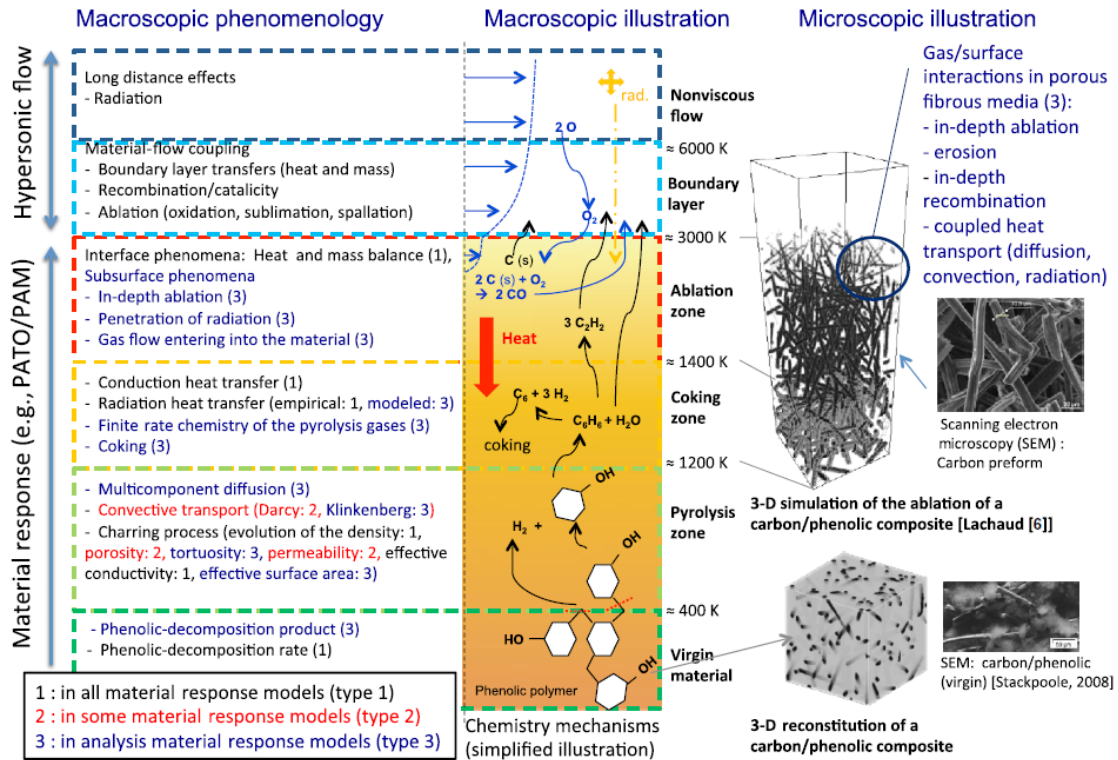 Macroscopic phenomenology
Macroscopic illustration
Microscopic illustration
Hypersonic flow
Material response (e.g., PATO/PAM)
Long distance effects
- Radiation
Material-flow coupling
- Boundary layer transfers (heat and mass)
- Recombination/catalicity
- Ablation (oxidation, sublimation, spallation)
Interface phenomena: Heat and mass balance (1),
Subsurface phenomena
- In-depth ablation (3)
- Penetration of radiation (3)
- Gas flow entering into the material (3)
- Conduction heat transfer (1)
- Radiation heat transfer (empirical: 1, modeled: 3)
- Finite rate chemistry of the pyrolysis gases (3)
- Coking (3)
- Multicomponent diffusion (3)
- Convective transport (Darcy: 2, Klinkenberg: 3)
- Charring process (evolution of the density: 1,
porosity: 2, tortuosity: 3, permeability: 2, effective
conductivity: 1, effective surface area: 3)
- Phenolic-decomposition product (3)
- Phenolic-decomposition rate (1)
1 : in all material response models (type 1)
2 : in some material response models (type 2)
3 : in analysis material response models (type 3)
rad.
2 O
O₂
C (s)
2 C (s) + O₂
→ 2 CO
3 C₂H₂
Heat
C₆ + 3 H₂
C₆H₆ + H₂O
coking
OH
H₂ +
OH
HO
OH
Phenolic polymer
Chemistry mechanisms
(simplified illustration)
Nonviscous
flow
≈ 6000 K
Boundary
layer
≈ 3000 K
Ablation
zone
≈ 1400 K
Coking
zone
≈ 1200 K
Pyrolysis
zone
≈ 400 K
Virgin
material
Gas/surface
interactions in porous
fibrous media (3):
- in-depth ablation
- erosion
- in-depth
recombination
- coupled heat
transport (diffusion,
convection, radiation)
Scanning electron
microscopy (SEM) :
Carbon preform
3-D simulation of the ablation of a
carbon/phenolic composite [Lachaud [6]]
SEM: carbon/phenolic
(virgin) [Stackpoole, 2008]
3-D reconstitution of a
carbon/phenolic composite